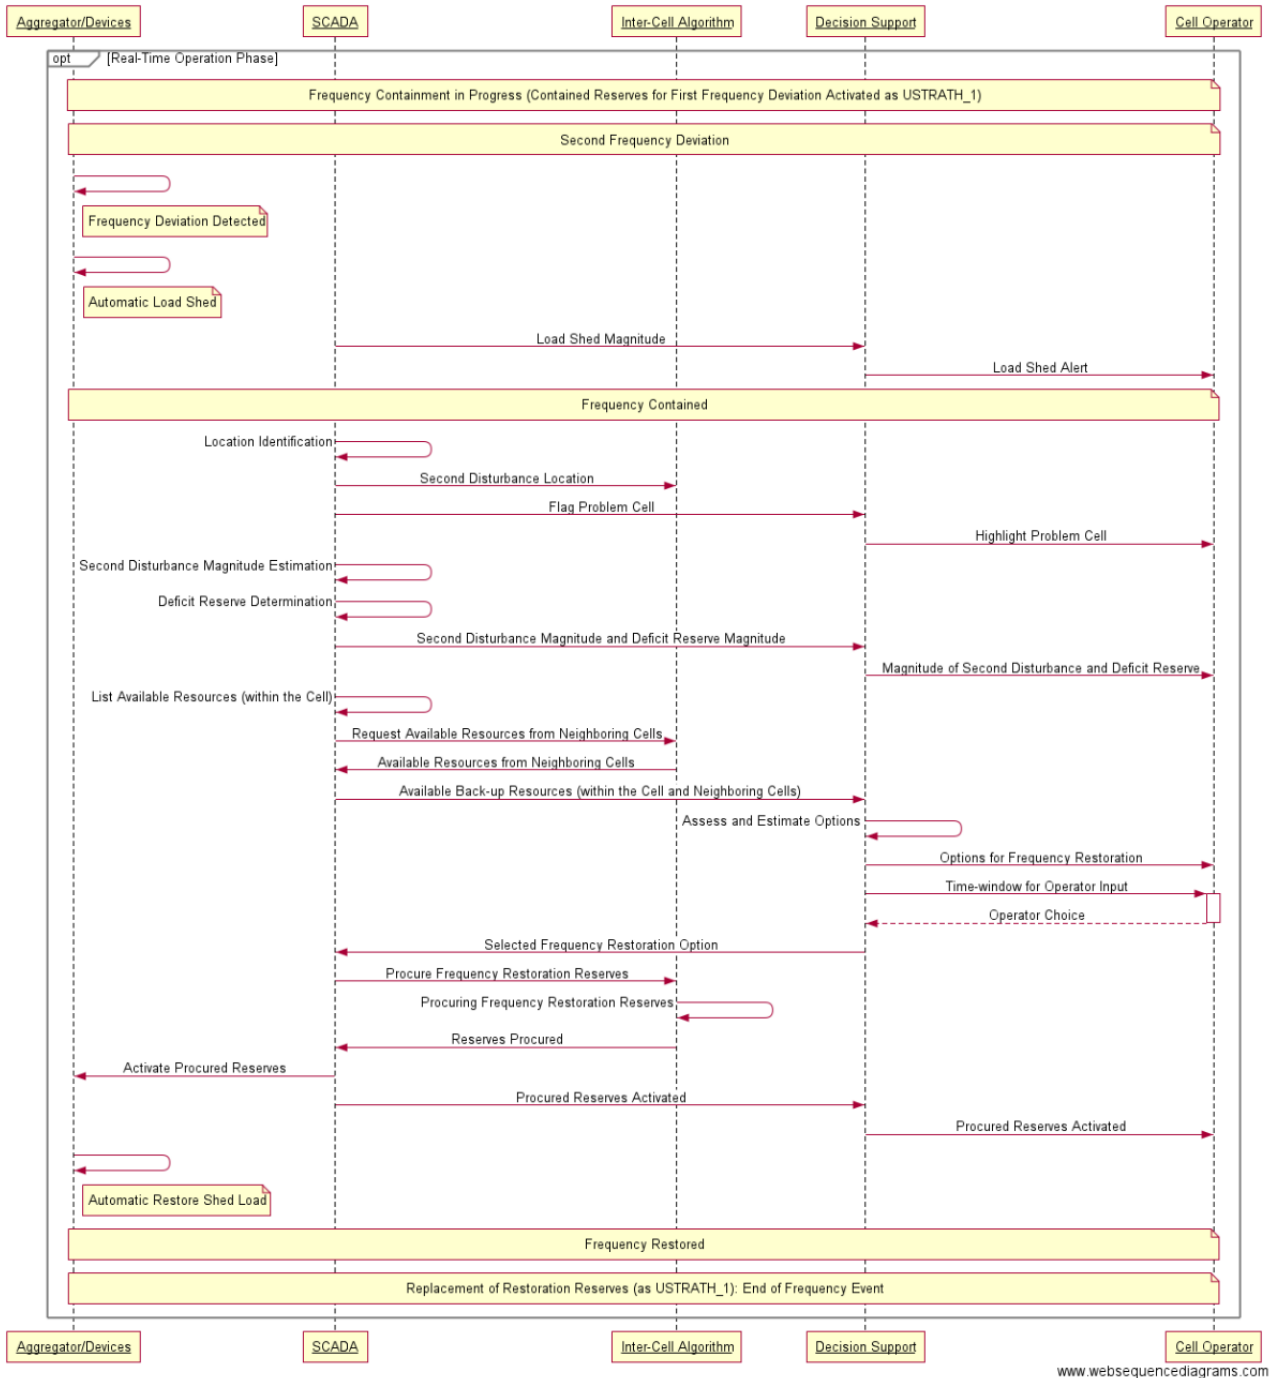 Aggregator/Devices
SCADA
Inter-Cell Algorithm
Decision Support
Cell Operator
opt
[Real-Time Operation Phase]
Frequency Containment in Progress (Contained Reserves for First Frequency Deviation Activated as USTRATH_1)
Second Frequency Deviation
Frequency Deviation Detected
Automatic Load Shed
Load Shed Magnitude
Load Shed Alert
Frequency Contained
Location Identification
Second Disturbance Location
Flag Problem Cell
Highlight Problem Cell
Second Disturbance Magnitude Estimation
Deficit Reserve Determination
Second Disturbance Magnitude and Deficit Reserve Magnitude
Magnitude of Second Disturbance and Deficit Reserve
List Available Resources (within the Cell)
Request Available Resources from Neighboring Cells
Available Resources from Neighboring Cells
Available Back-up Resources (within the Cell and Neighboring Cells)
Assess and Estimate Options
Options for Frequency Restoration
Time-window for Operator Input
Operator Choice
Selected Frequency Restoration Option
Procure Frequency Restoration Reserves
Procuring Frequency Restoration Reserves
Reserves Procured
Activate Procured Reserves
Procured Reserves Activated
Procured Reserves Activated
Automatic Restore Shed Load
Frequency Restored
Replacement of Restoration Reserves (as USTRATH_1): End of Frequency Event
Aggregator/Devices
SCADA
Inter-Cell Algorithm
Decision Support
Cell Operator
www.websequencediagrams.com